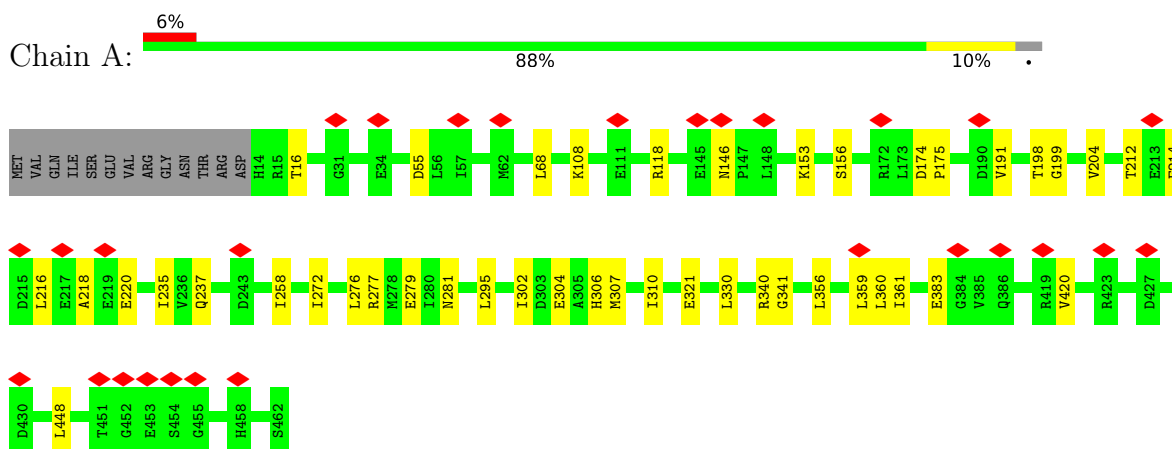 6%
Chain A:
88% 10% •
MET VAL GLN ILE SER GLU VAL ARG GLY ASN THR ARG ASP H14 R15 T16 G31 E34 D55 L56 I57 M62 L68 K108 E111 R118 E145 N146 P147 L148 K153 S156 R172 L173 D174 P175 D190 V191 T198 G199 V204 T212 E213
D215 L216 E217 A218 E219 E220 I235 V236 Q237 D243 I258 I272 L276 R277 M278 E279 I280 N281 L295 I302 D303 E304 A305 H306 M307 I310 E321 L330 R340 G341 L356 L359 L360 I361 E383 G384 V385 Q386 R419 V420 R423 D427
D430 L448 T451 G452 E453 S454 G455 H458 S462